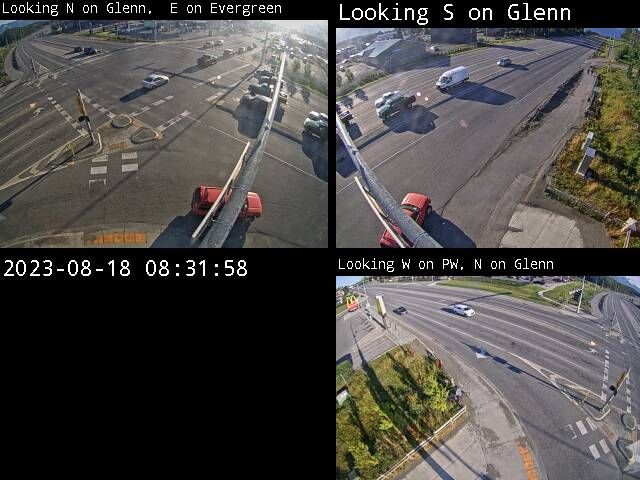 Looking N on Glenn,  E on Evergreen
Looking S on Glenn
2023-08-18 08:31:58
Looking W on PW, N on Glenn